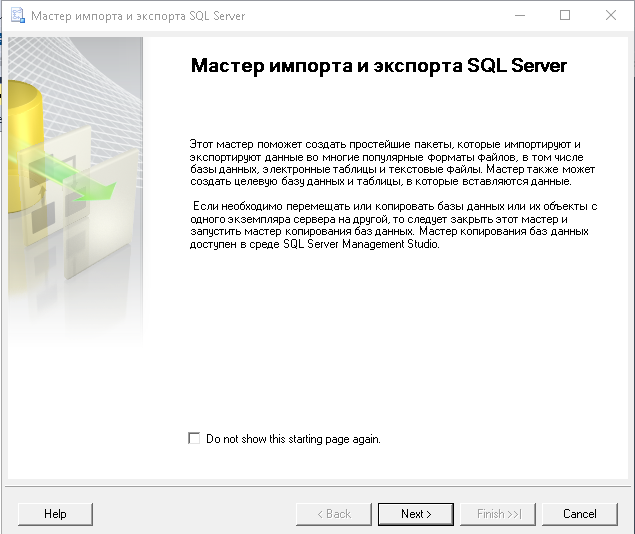 Мастер импорта и экспорта SQL Server
Мастер импорта и экспорта SQL Server
Этот мастер поможет создать простейшие пакеты, которые импортируют и
экспортируют данные во многие популярные форматы файлов, в том числе
базы данных, электронные таблицы и текстовые файлы. Мастер также может
создать целевую базу данных и таблицы, в которые вставляются данные.
Если необходимо перемещать или копировать базы данных или их объекты с
одного экземпляра сервера на другой, то следует закрыть этот мастер и
запустить мастер копирования баз данных. Мастер копирования баз данных
доступен в среде SQL Server Management Studio.
Do not show this starting page again.
Help
< Back
Next >
Finish >>|
Cancel